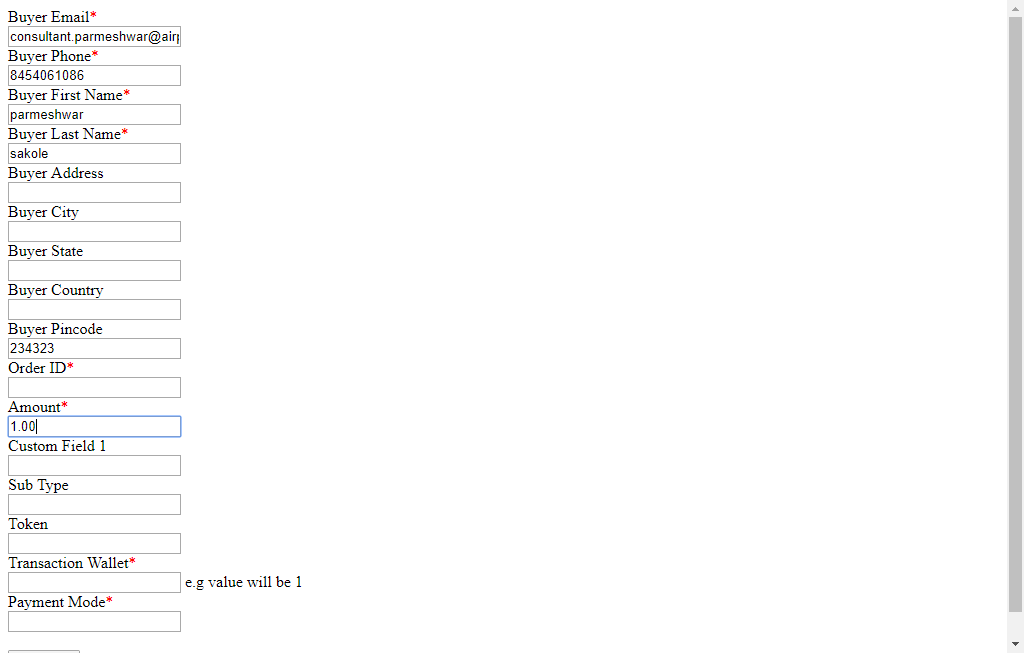 Buyer Email*
consultant.parmeshwar@air
Buyer Phone*
8454061086
Buyer First Name*
parmeshwar
Buyer Last Name*
sakole
Buyer Address
Buyer City
Buyer State
Buyer Country
Buyer Pincode
234323
Order ID*
Amount*
1.00
Custom Field 1
Sub Type
Token
Transaction Wallet*
e.g value will be 1
Payment Mode*